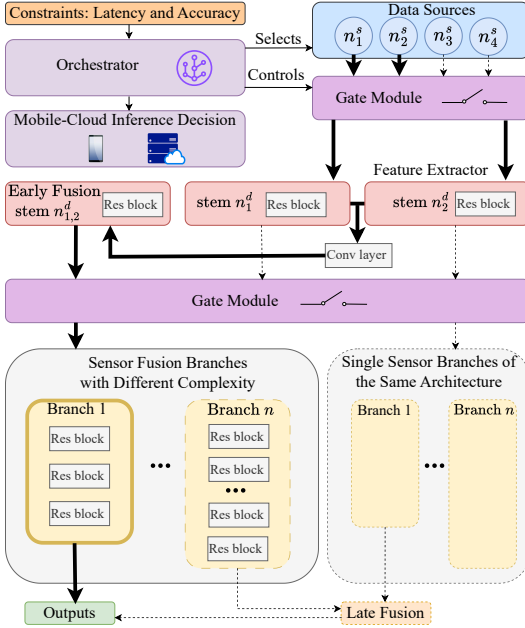 Constraints: Latency and Accuracy
Data Sources
Selects
n_1^s n_2^s n_3^s n_4^s
Orchestrator
Controls
Gate Module
Mobile-Cloud Inference Decision
Feature Extractor
Early Fusion
stem n_{1,2}^d Res block
stem n_1^d Res block
stem n_2^d Res block
Conv layer
Gate Module
Sensor Fusion Branches
with Different Complexity
Single Sensor Branches of
the Same Architecture
Branch 1
Res block
Res block
Res block
...
Branch n
Res block
Res block
...
Res block
Res block
Branch 1
...
Branch n
Outputs
Late Fusion